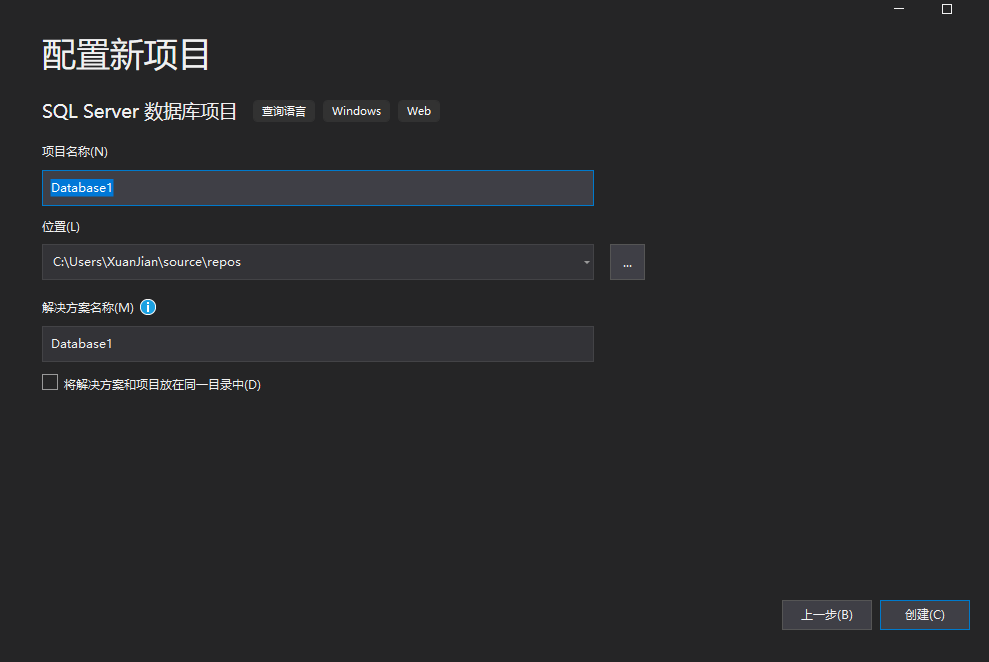 配置新项目
SQL Server 数据库项目 查询语言 Windows Web
项目名称(N)
Database1
位置(L)
C:\Users\XuanJian\source\repos
...
解决方案名称(M)
Database1
将解决方案和项目放在同一目录中(D)
上一步(B) 创建(C)